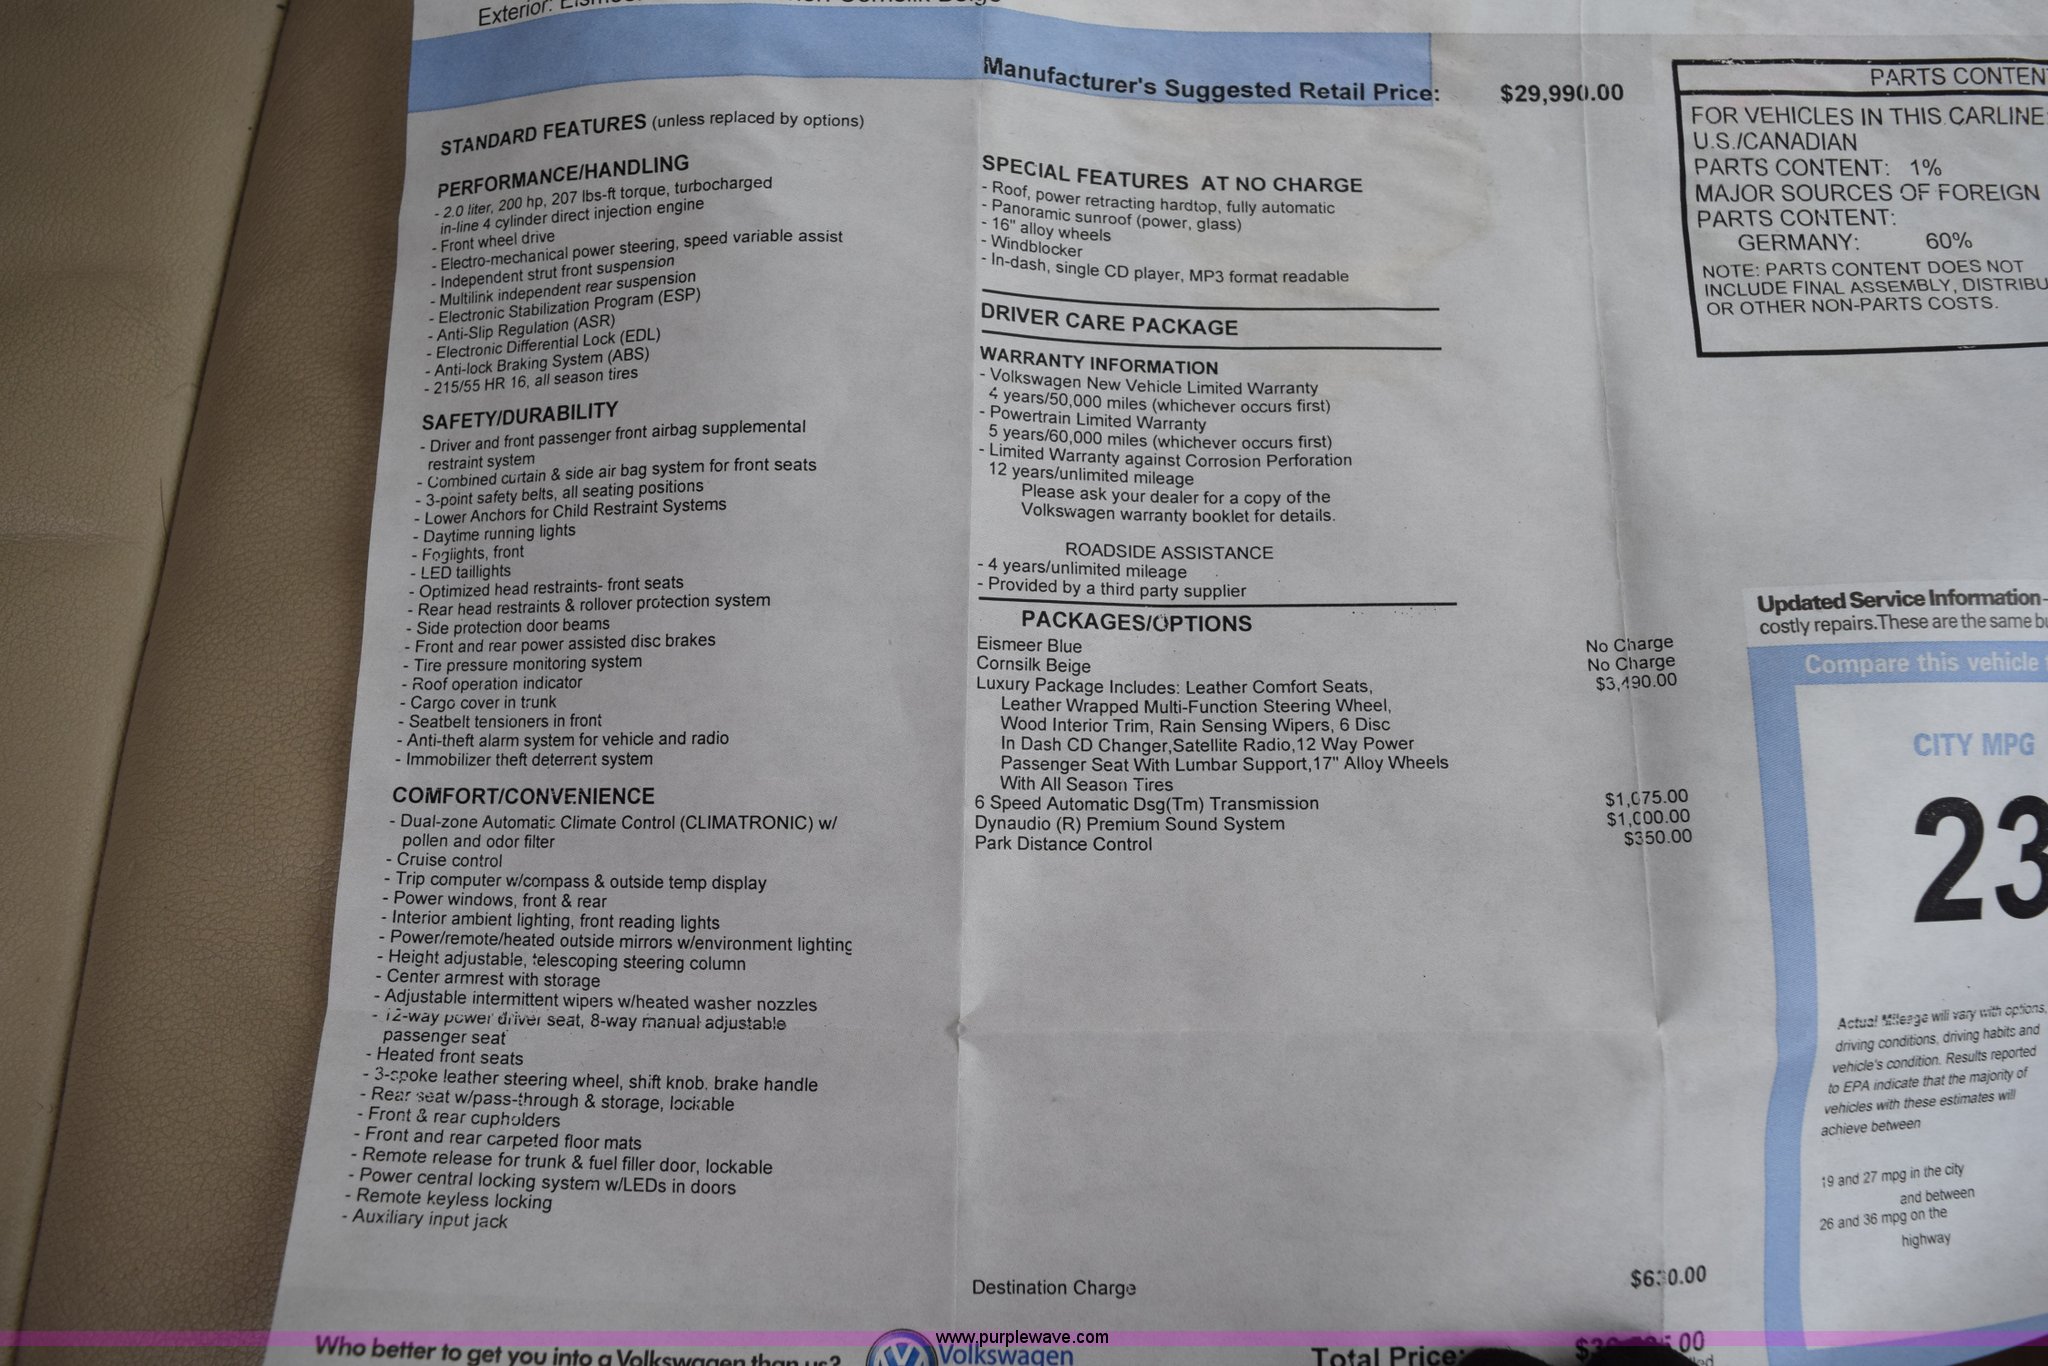 Exterior:
Manufacturer's Suggested Retail Price: $29,990.00
STANDARD FEATURES (unless replaced by options)
PERFORMANCE/HANDLING
- 2.0 liter, 200 hp, 207 lbs-ft torque, turbocharged
in-line 4 cylinder direct injection engine
- Front wheel drive
- Electro-mechanical power steering, speed variable assist
- Independent strut front suspension
- Multilink independent rear suspension
- Electronic Stabilization Program (ESP)
- Anti-Slip Regulation (ASR)
- Electronic Differential Lock (EDL)
- Anti-lock Braking System (ABS)
- 215/55 HR 16, all season tires
SAFETY/DURABILITY
- Driver and front passenger front airbag supplemental
restraint system
- Combined curtain & side air bag system for front seats
- 3-point safety belts, all seating positions
- Lower Anchors for Child Restraint Systems
- Daytime running lights
- Foglights, front
- LED taillights
- Optimized head restraints- front seats
- Rear head restraints & rollover protection system
- Side protection door beams
- Front and rear power assisted disc brakes
- Tire pressure monitoring system
- Roof operation indicator
- Cargo cover in trunk
- Seatbelt tensioners in front
- Anti-theft alarm system for vehicle and radio
- Immobilizer theft deterrent system
COMFORT/CONVENIENCE
- Dual-zone Automatic Climate Control (CLIMATRONIC) w/
pollen and odor filter
- Cruise control
- Trip computer w/compass & outside temp display
- Power windows, front & rear
- Interior ambient lighting, front reading lights
- Power/remote/heated outside mirrors w/environment lighting
- Height adjustable, telescoping steering column
- Center armrest with storage
- Adjustable intermittent wipers w/heated washer nozzles
- 12-way power driver seat, 8-way manual adjustable
passenger seat
- Heated front seats
- 3-spoke leather steering wheel, shift knob, brake handle
- Rear seat w/pass-through & storage, lockable
- Front & rear cupholders
- Front and rear carpeted floor mats
- Remote release for trunk & fuel filler door, lockable
- Power central locking system w/LEDs in doors
- Remote keyless locking
- Auxiliary input jack
SPECIAL FEATURES AT NO CHARGE
- Roof, power retracting hardtop, fully automatic
- Panoramic sunroof (power, glass)
- 16" alloy wheels
- Windblocker
- In-dash, single CD player, MP3 format readable
DRIVER CARE PACKAGE
WARRANTY INFORMATION
- Volkswagen New Vehicle Limited Warranty
4 years/50,000 miles (whichever occurs first)
- Powertrain Limited Warranty
5 years/60,000 miles (whichever occurs first)
- Limited Warranty against Corrosion Perforation
12 years/unlimited mileage
Please ask your dealer for a copy of the
Volkswagen warranty booklet for details.
ROADSIDE ASSISTANCE
- 4 years/unlimited mileage
- Provided by a third party supplier
PACKAGES/OPTIONS
Eismeer Blue No Charge
Cornsilk Beige No Charge
Luxury Package Includes: Leather Comfort Seats, $3,490.00
Leather Wrapped Multi-Function Steering Wheel,
Wood Interior Trim, Rain Sensing Wipers, 6 Disc
In Dash CD Changer,Satellite Radio,12 Way Power
Passenger Seat With Lumbar Support,17" Alloy Wheels
With All Season Tires
6 Speed Automatic Dsg(Tm) Transmission $1,075.00
Dynaudio (R) Premium Sound System $1,000.00
Park Distance Control $350.00
Destination Charge
Total Price:
PARTS CONTENT
FOR VEHICLES IN THIS CARLINE:
U.S./CANADIAN
PARTS CONTENT: 1%
MAJOR SOURCES OF FOREIGN
PARTS CONTENT:
GERMANY: 60%
NOTE: PARTS CONTENT DOES NOT
INCLUDE FINAL ASSEMBLY, DISTRIBU
OR OTHER NON-PARTS COSTS.
Updated Service Information-
costly repairs.These are the same
Compare this vehicle
CITY MPG
23
Actual Mileage will vary with options,
driving conditions, driving habits and
vehicle's condition. Results reported
to EPA indicate that the majority of
vehicles with these estimates will
achieve between
19 and 27 mpg in the city
and between
26 and 36 mpg on the
highway
Who better to get you into a Volkswagen than us?
Volkswagen
www.purplewave.com